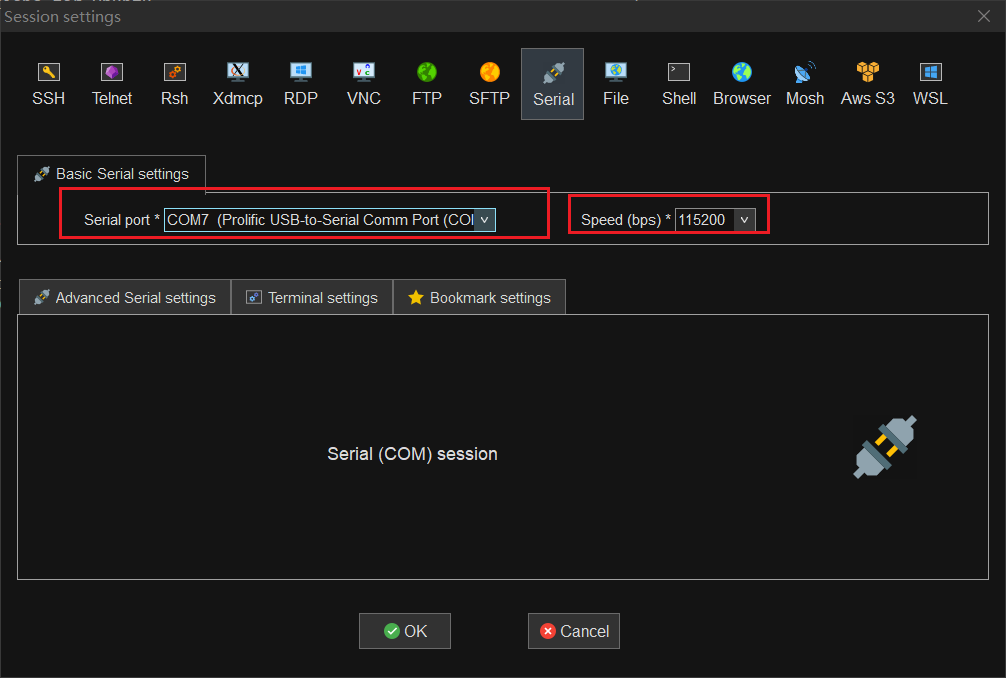 Session settings
SSH Telnet Rsh Xdmcp RDP VNC FTP SFTP Serial File Shell Browser Mosh Aws S3 WSL
Basic Serial settings
Serial port * COM7 (Prolific USB-to-Serial Comm Port (COI Speed (bps) * 115200
Advanced Serial settings Terminal settings Bookmark settings
Serial (COM) session
OK Cancel